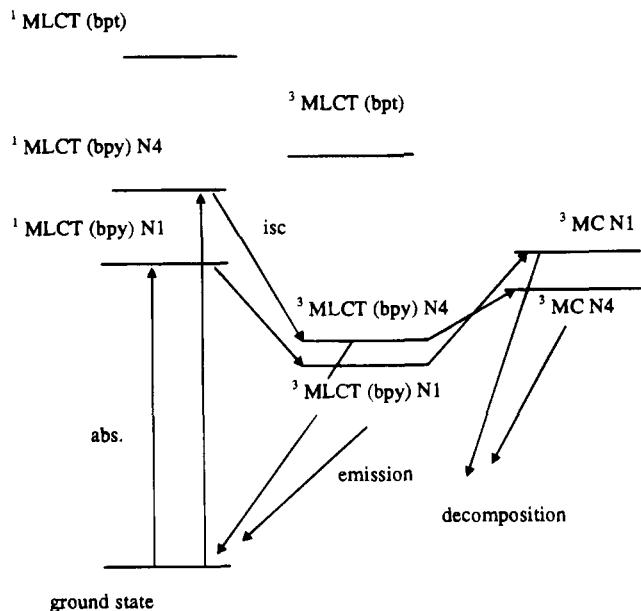 ¹ MLCT (bpt)
³ MLCT (bpt)
¹ MLCT (bpy) N4
¹ MLCT (bpy) N1
isc
³ MC N1
³ MLCT (bpy) N4
³ MC N4
³ MLCT (bpy) N1
abs.
emission
decomposition
ground state